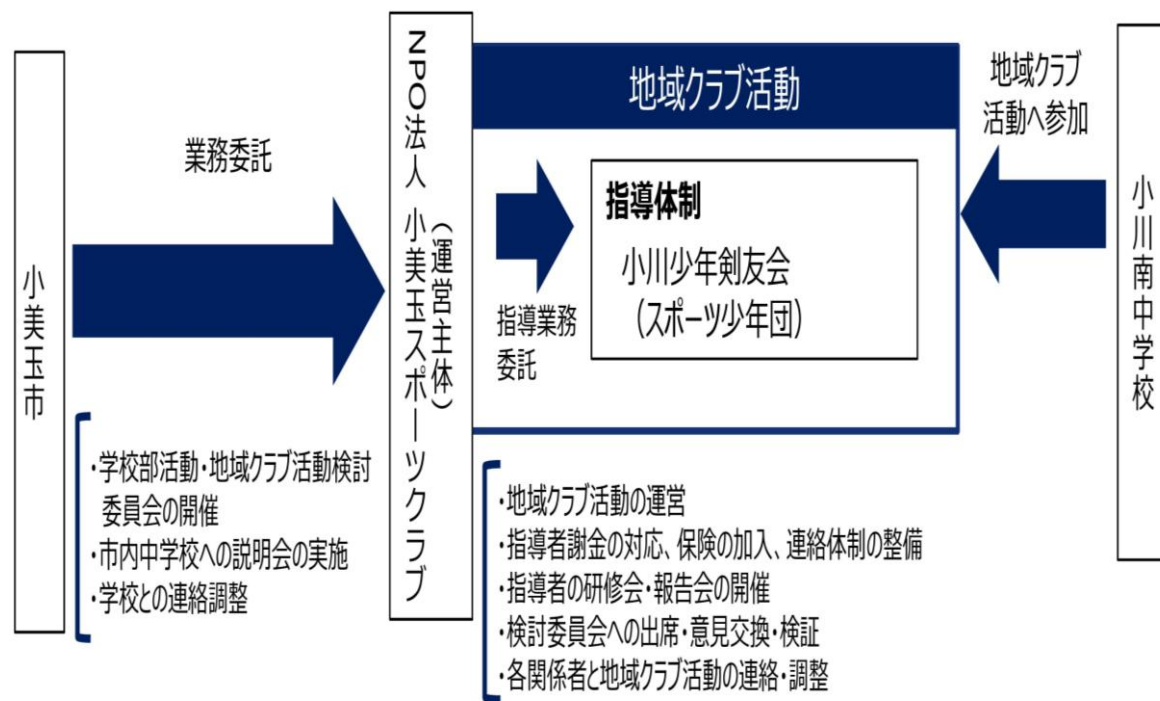 小美玉市
業務委託
・学校部活動・地域クラブ活動検討
委員会の開催
・市内中学校への説明会の実施
・学校との連絡調整
NPO法人 小美玉スポーツクラブ
(運営主体)
地域クラブ活動
指導業務
委託
指導体制
小川少年剣友会
(スポーツ少年団)
・地域クラブ活動の運営
・指導者謝金の対応、保険の加入、連絡体制の整備
・指導者の研修会・報告会の開催
・検討委員会への出席・意見交換・検証
・各関係者と地域クラブ活動の連絡・調整
地域クラブ
活動へ参加
小川南中学校